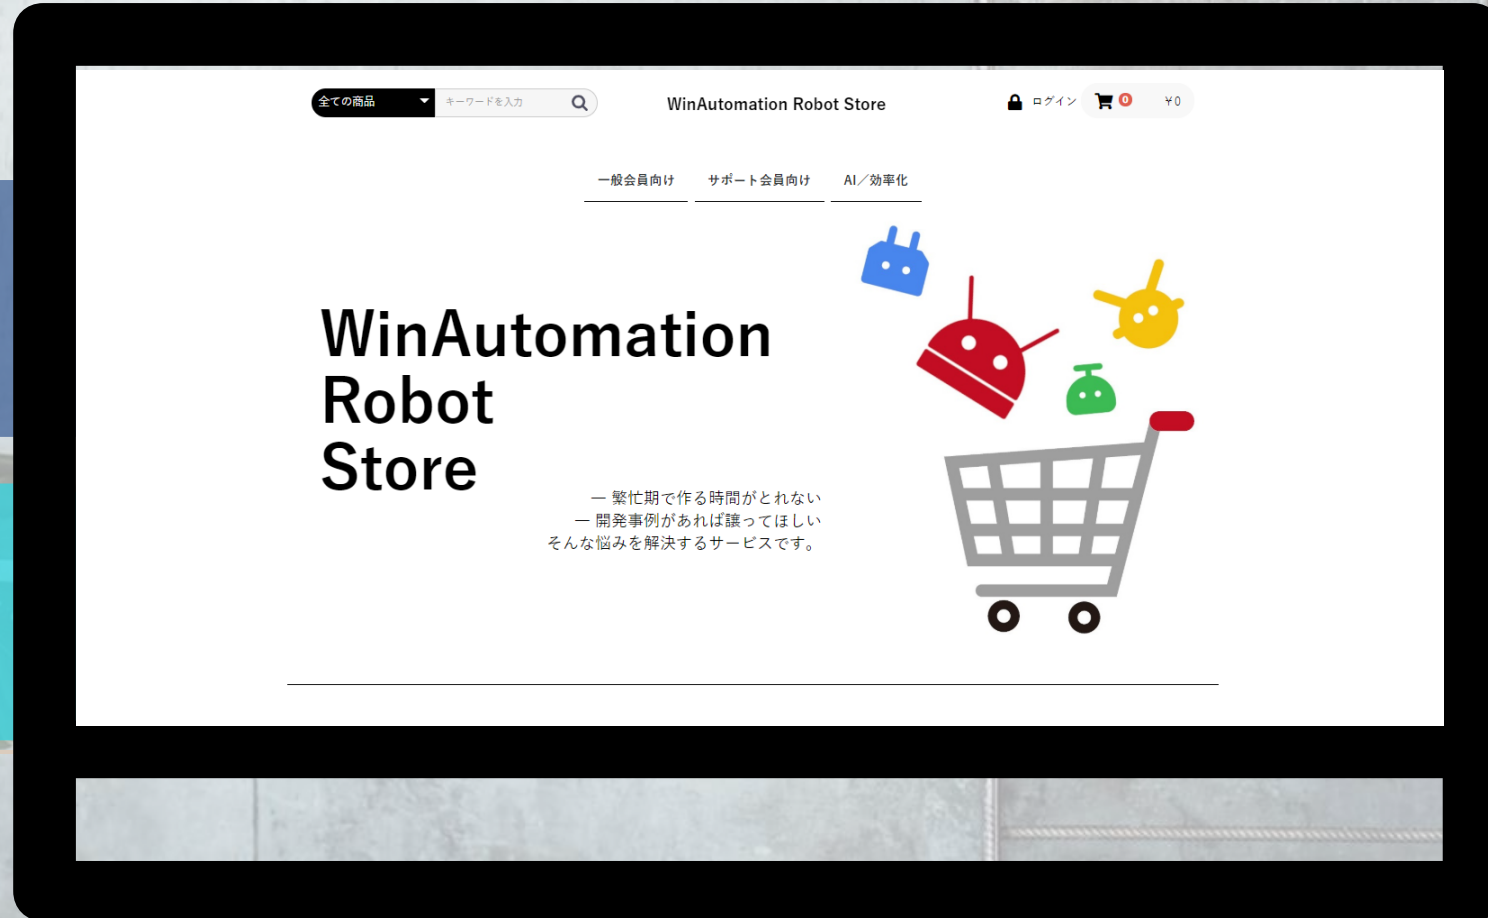 全ての商品
キーワードを入力
WinAutomation Robot Store
ログイン
0
¥0
一般会員向け
サポート会員向け
AI／効率化
WinAutomation
Robot
Store
— 繁忙期で作る時間がとれない
— 開発事例があれば譲ってほしい
そんな悩みを解決するサービスです。